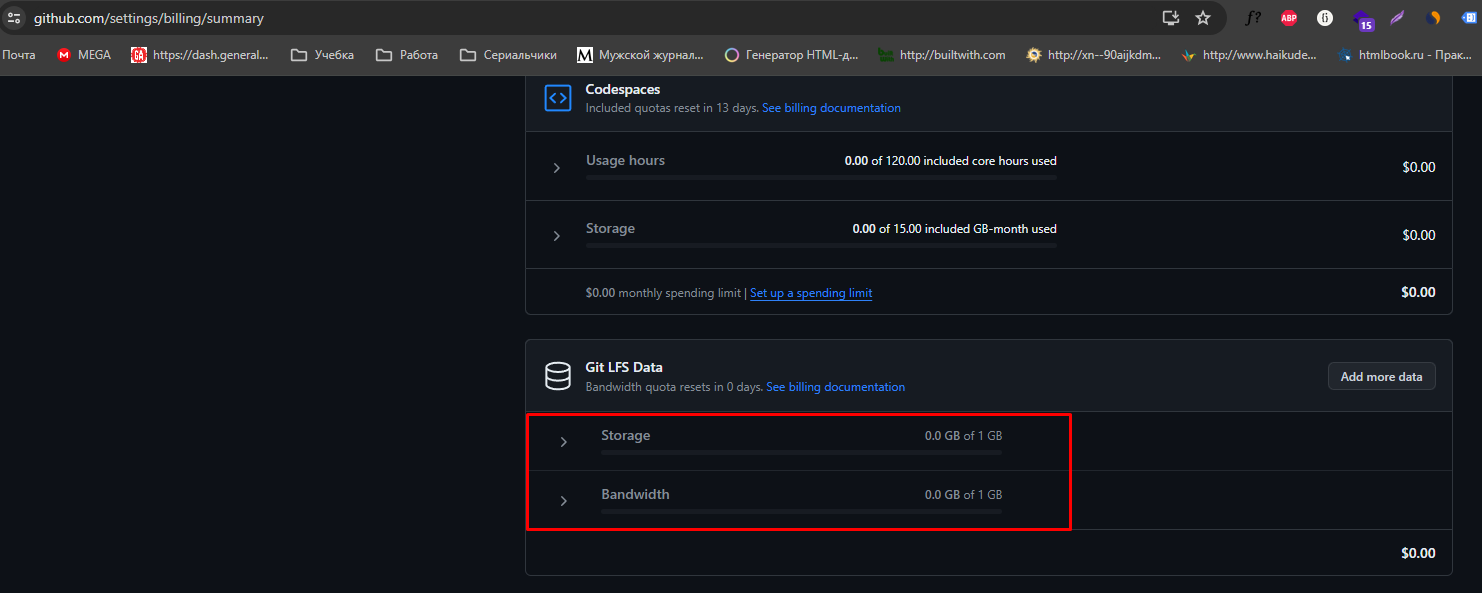 github.com/settings/billing/summary
f?
ABP
15
Почта
M MEGA
GA https://dash.general...
Учебка
Работа
Сериальчики
M Мужской журнал...
Генератор HTML-д...
http://builtwith.com
http://xn--90aijkdm...
http://www.haikude...
htmlbook.ru - Прак...
Codespaces
Included quotas reset in 13 days. See billing documentation
Usage hours
0.00 of 120.00 included core hours used
$0.00
Storage
0.00 of 15.00 included GB-month used
$0.00
$0.00 monthly spending limit | Set up a spending limit
$0.00
Git LFS Data
Bandwidth quota resets in 0 days. See billing documentation
Add more data
Storage
0.0 GB of 1 GB
Bandwidth
0.0 GB of 1 GB
$0.00